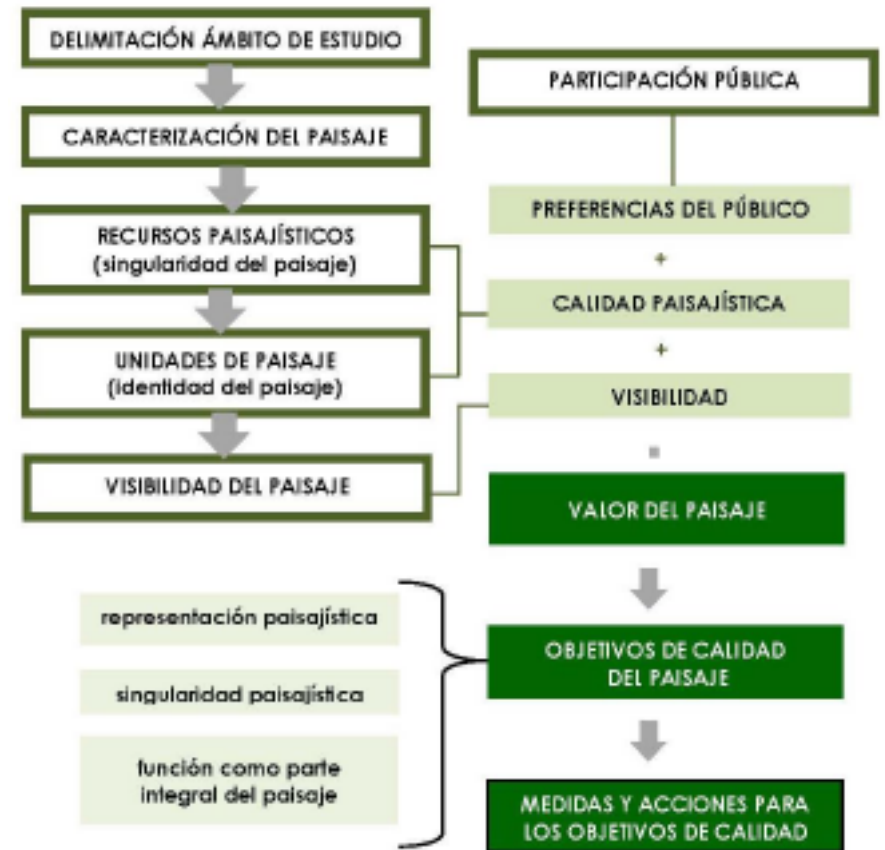 DELIMITACIÓN ÁMBITO DE ESTUDIO
CARACTERIZACIÓN DEL PAISAJE
RECURSOS PAISAJÍSTICOS
(singularidad del paisaje)
UNIDADES DE PAISAJE
(identidad del paisaje)
VISIBILIDAD DEL PAISAJE
PARTICIPACIÓN PÚBLICA
PREFERENCIAS DEL PÚBLICO
+
CALIDAD PAISAJÍSTICA
+
VISIBILIDAD
=
VALOR DEL PAISAJE
OBJETIVOS DE CALIDAD
DEL PAISAJE
representación paisajística
singularidad paisajística
función como parte
integral del paisaje
MEDIDAS Y ACCIONES PARA
LOS OBJETIVOS DE CALIDAD